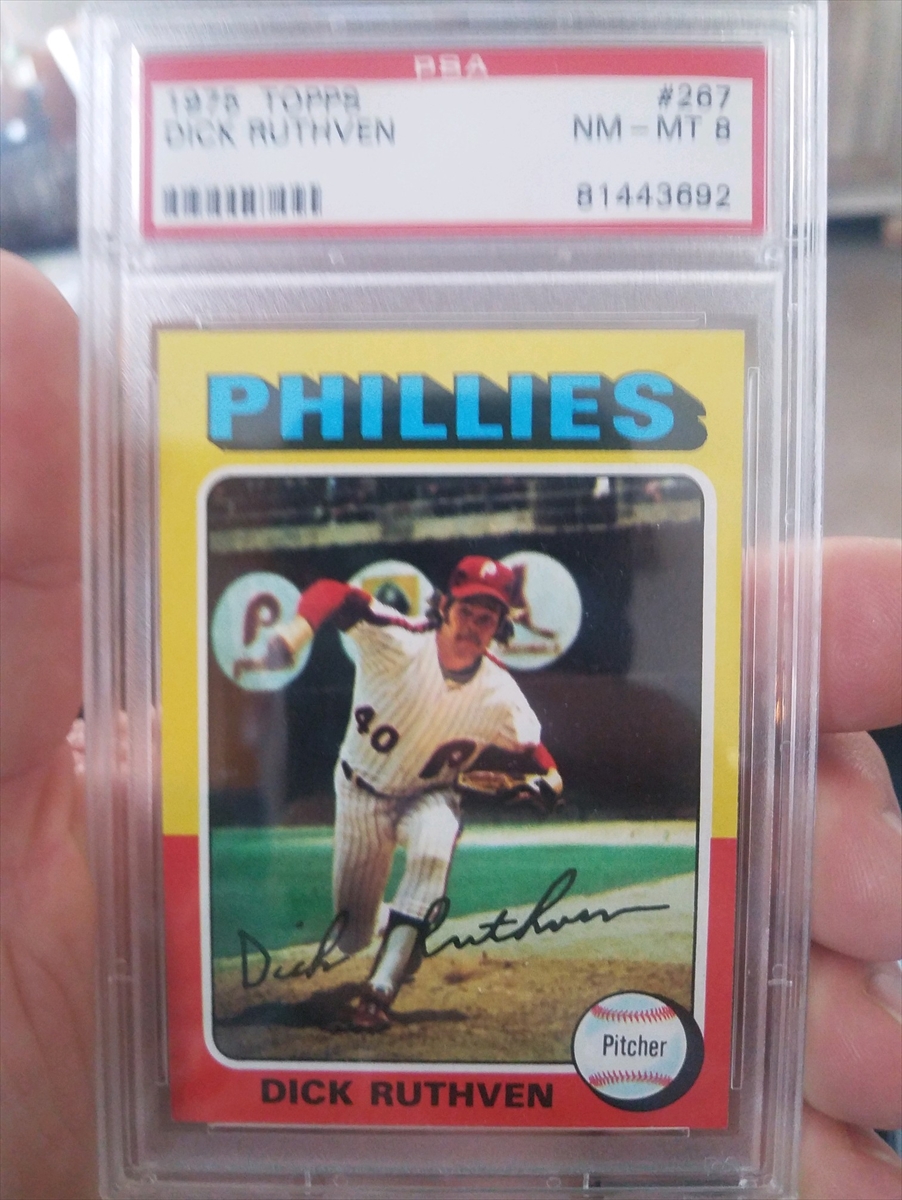 PSA
1975 TOPPS #267
DICK RUTHVEN NM - MT 8
81443692
PHILLIES
P
P
40
P
Dick Ruthven
Pitcher
DICK RUTHVEN